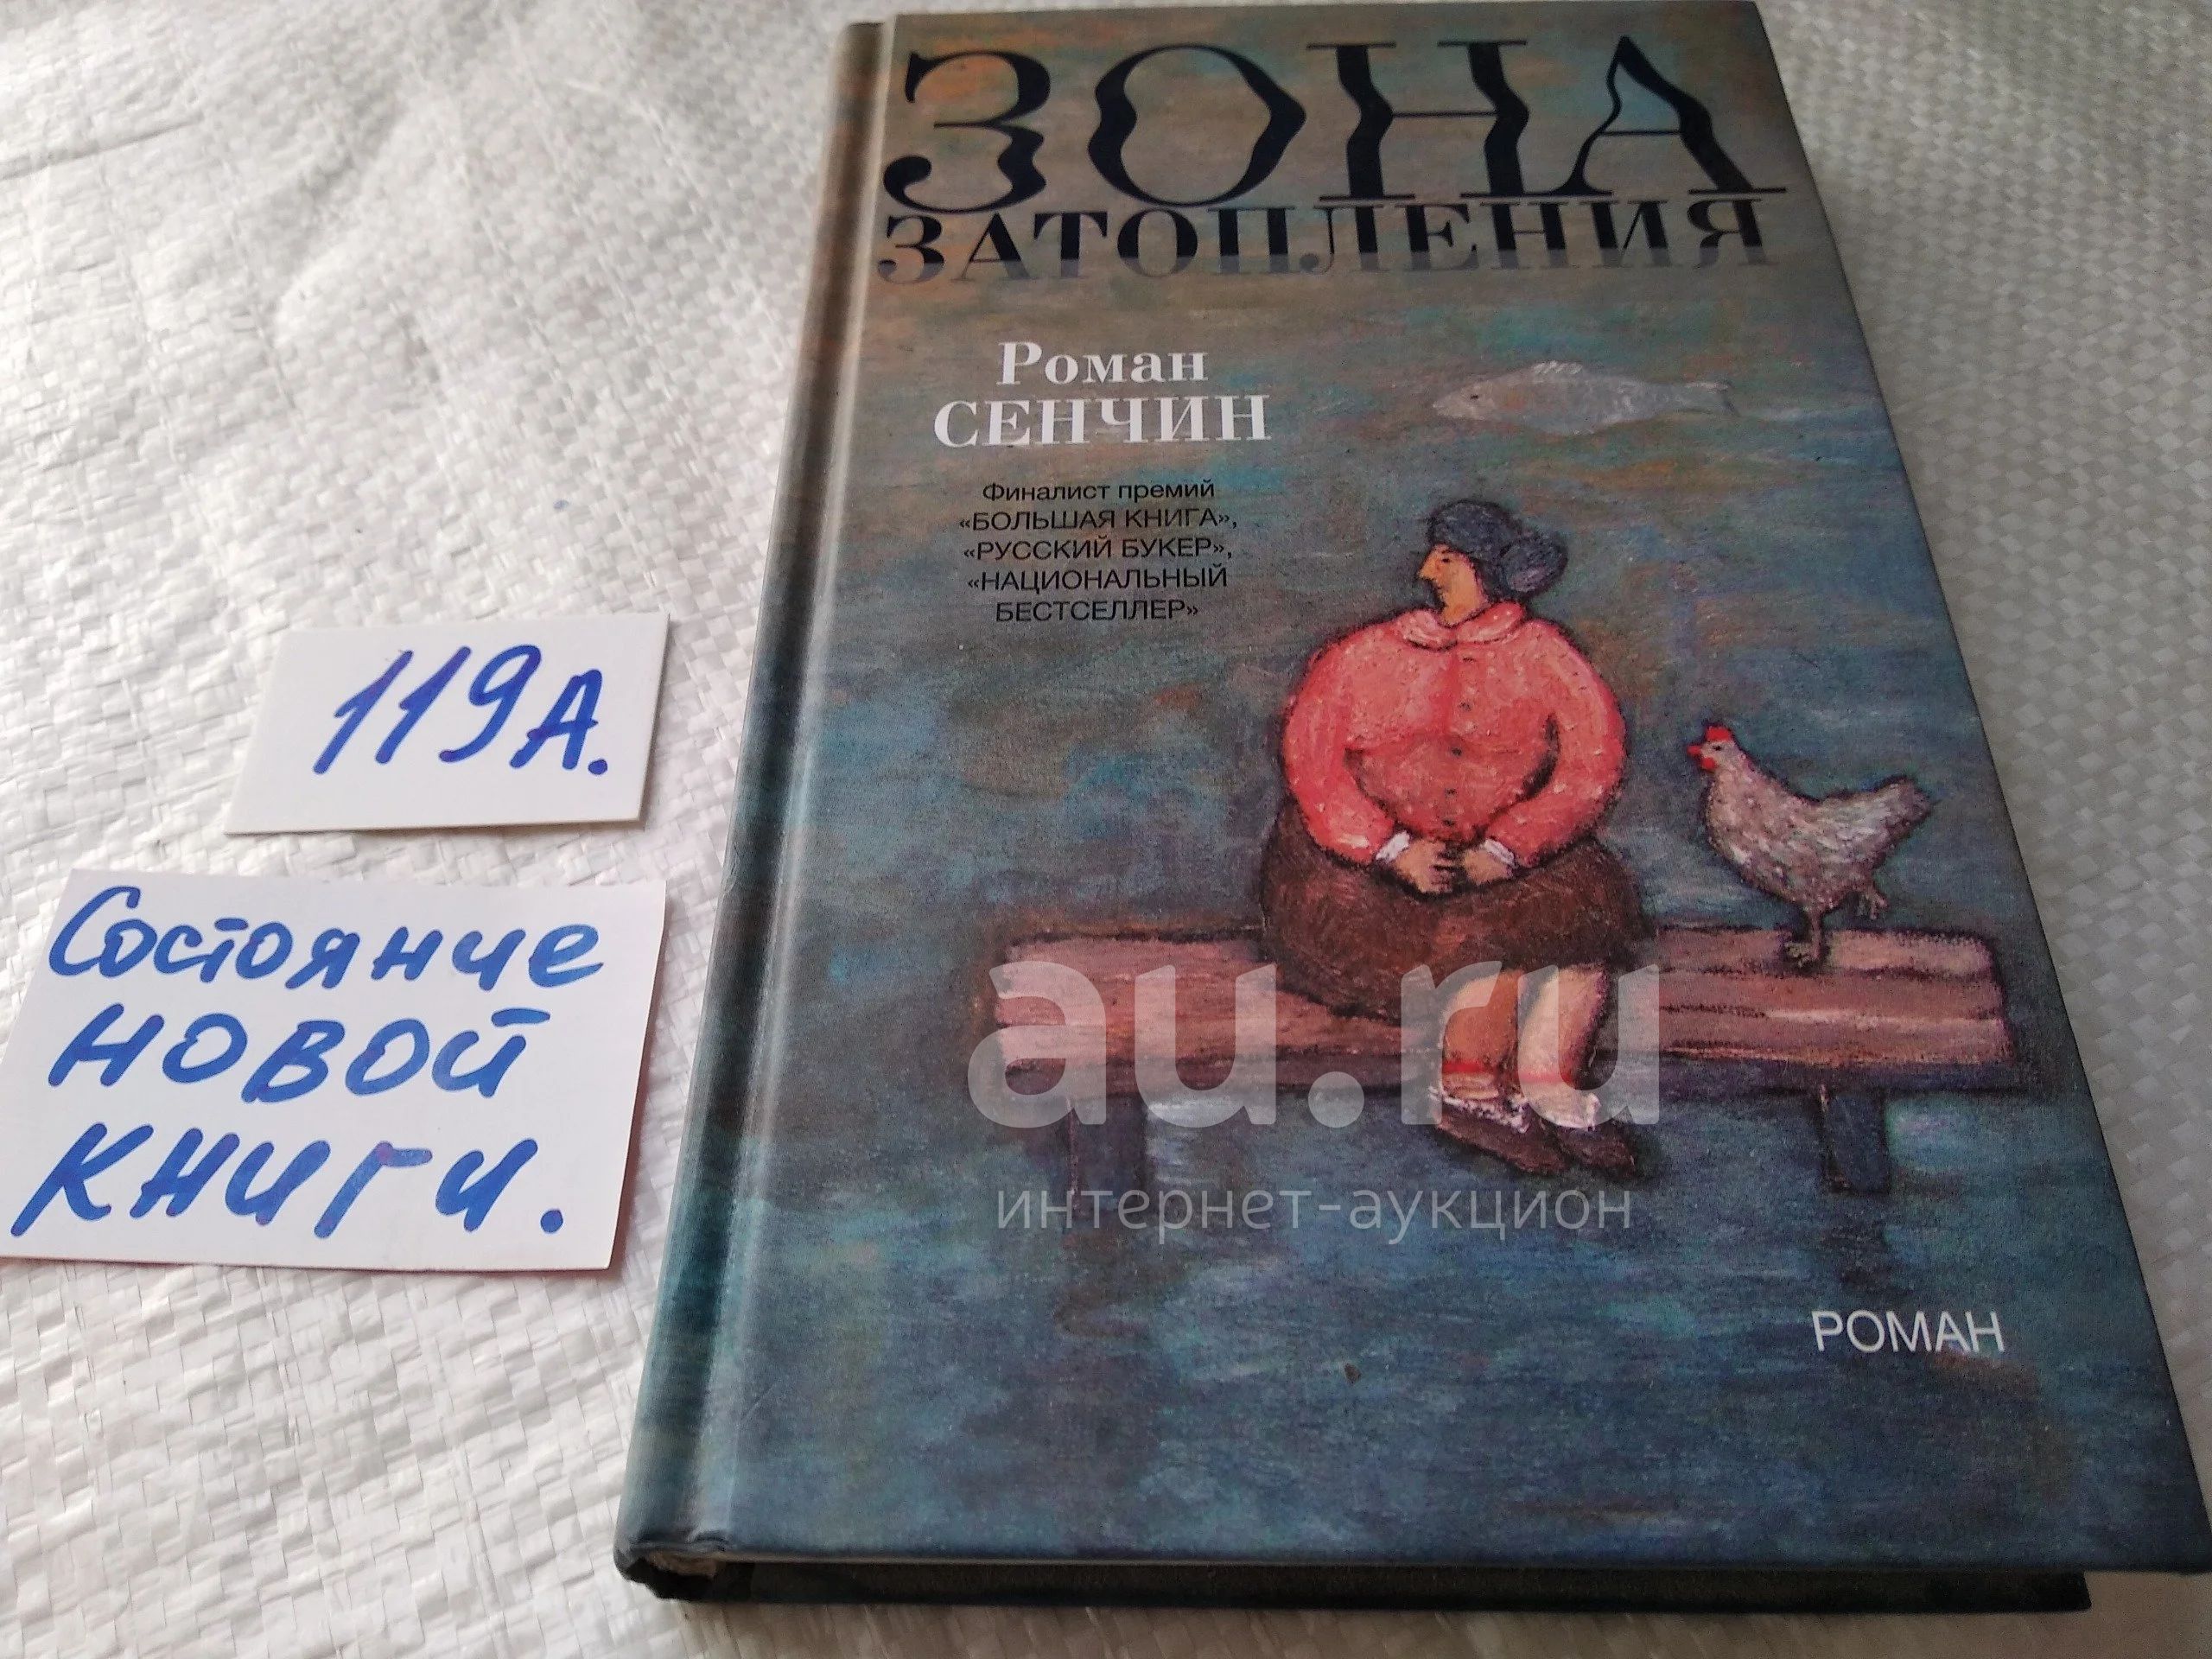 ЗОНА
ЗАТОПЛЕНИЯ
Роман
СЕНЧИН
Финалист премий
«БОЛЬШАЯ КНИГА»,
«РУССКИЙ БУКЕР»,
«НАЦИОНАЛЬНЫЙ
БЕСТСЕЛЛЕР»
119А.
Состояние
новой
книги.
au.ru
интернет-аукцион
РОМАН